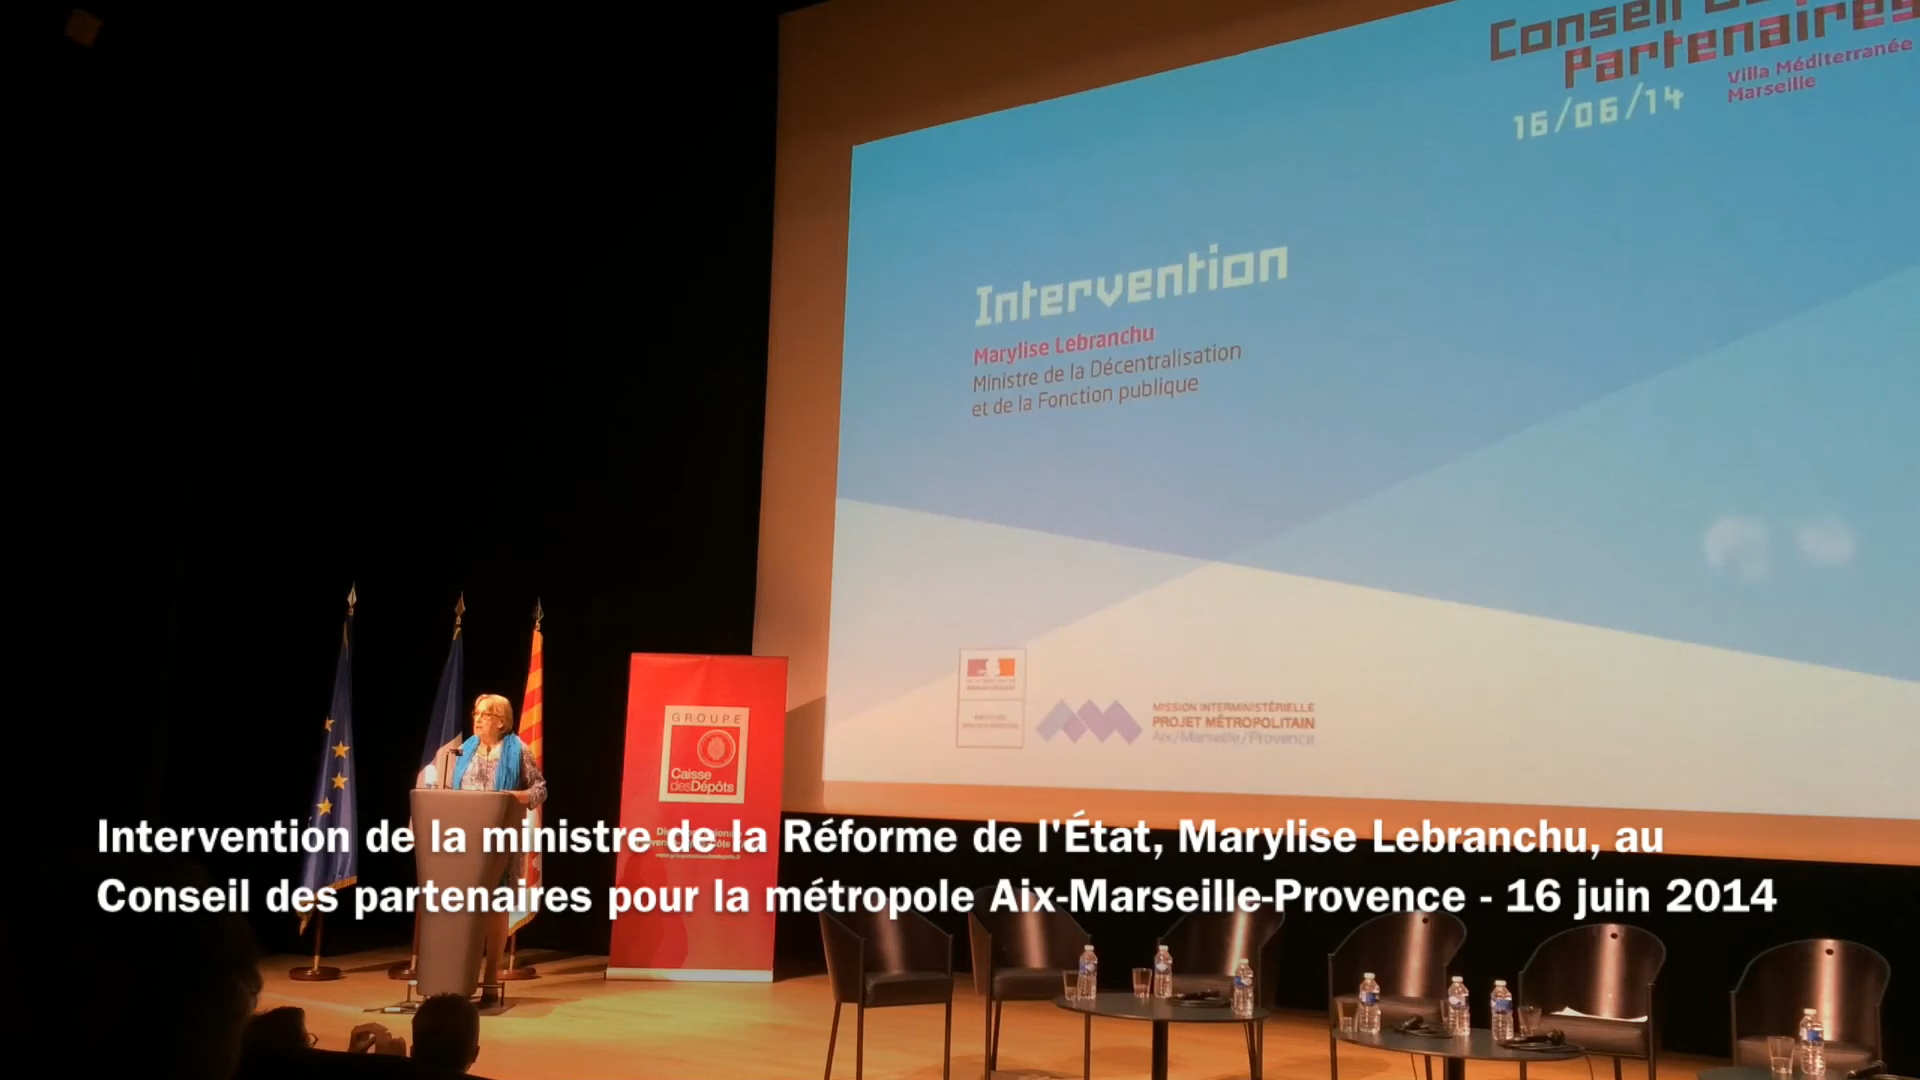 Conseil
Partenaires
Villa Méditerranée
Marseille
16/06/14
Intervention
Marylise Lebranchu
Ministre de la Décentralisation
et de la Fonction publique
MISSION INTERMINISTÉRIELLE
PROJET MÉTROPOLITAIN
Aix/Marseille/Provence
GROUPE
Caisse
desDépôts
Intervention de la ministre de la Réforme de l'État, Marylise Lebranchu, au
Conseil des partenaires pour la métropole Aix-Marseille-Provence - 16 juin 2014